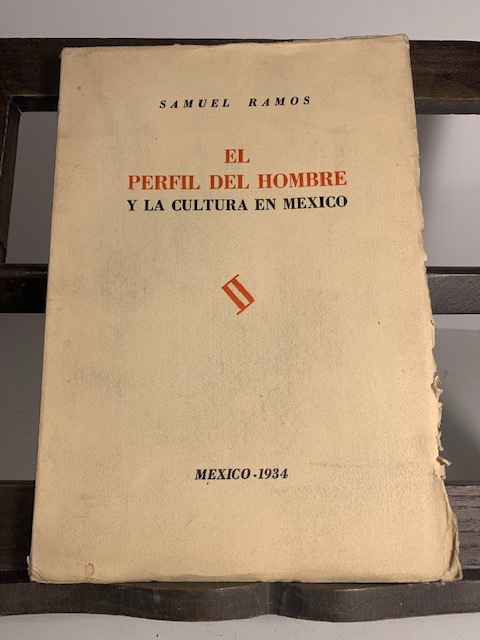 SAMUEL RAMOS
EL
PERFIL DEL HOMBRE
Y LA CULTURA EN MEXICO
MEXICO - 1934